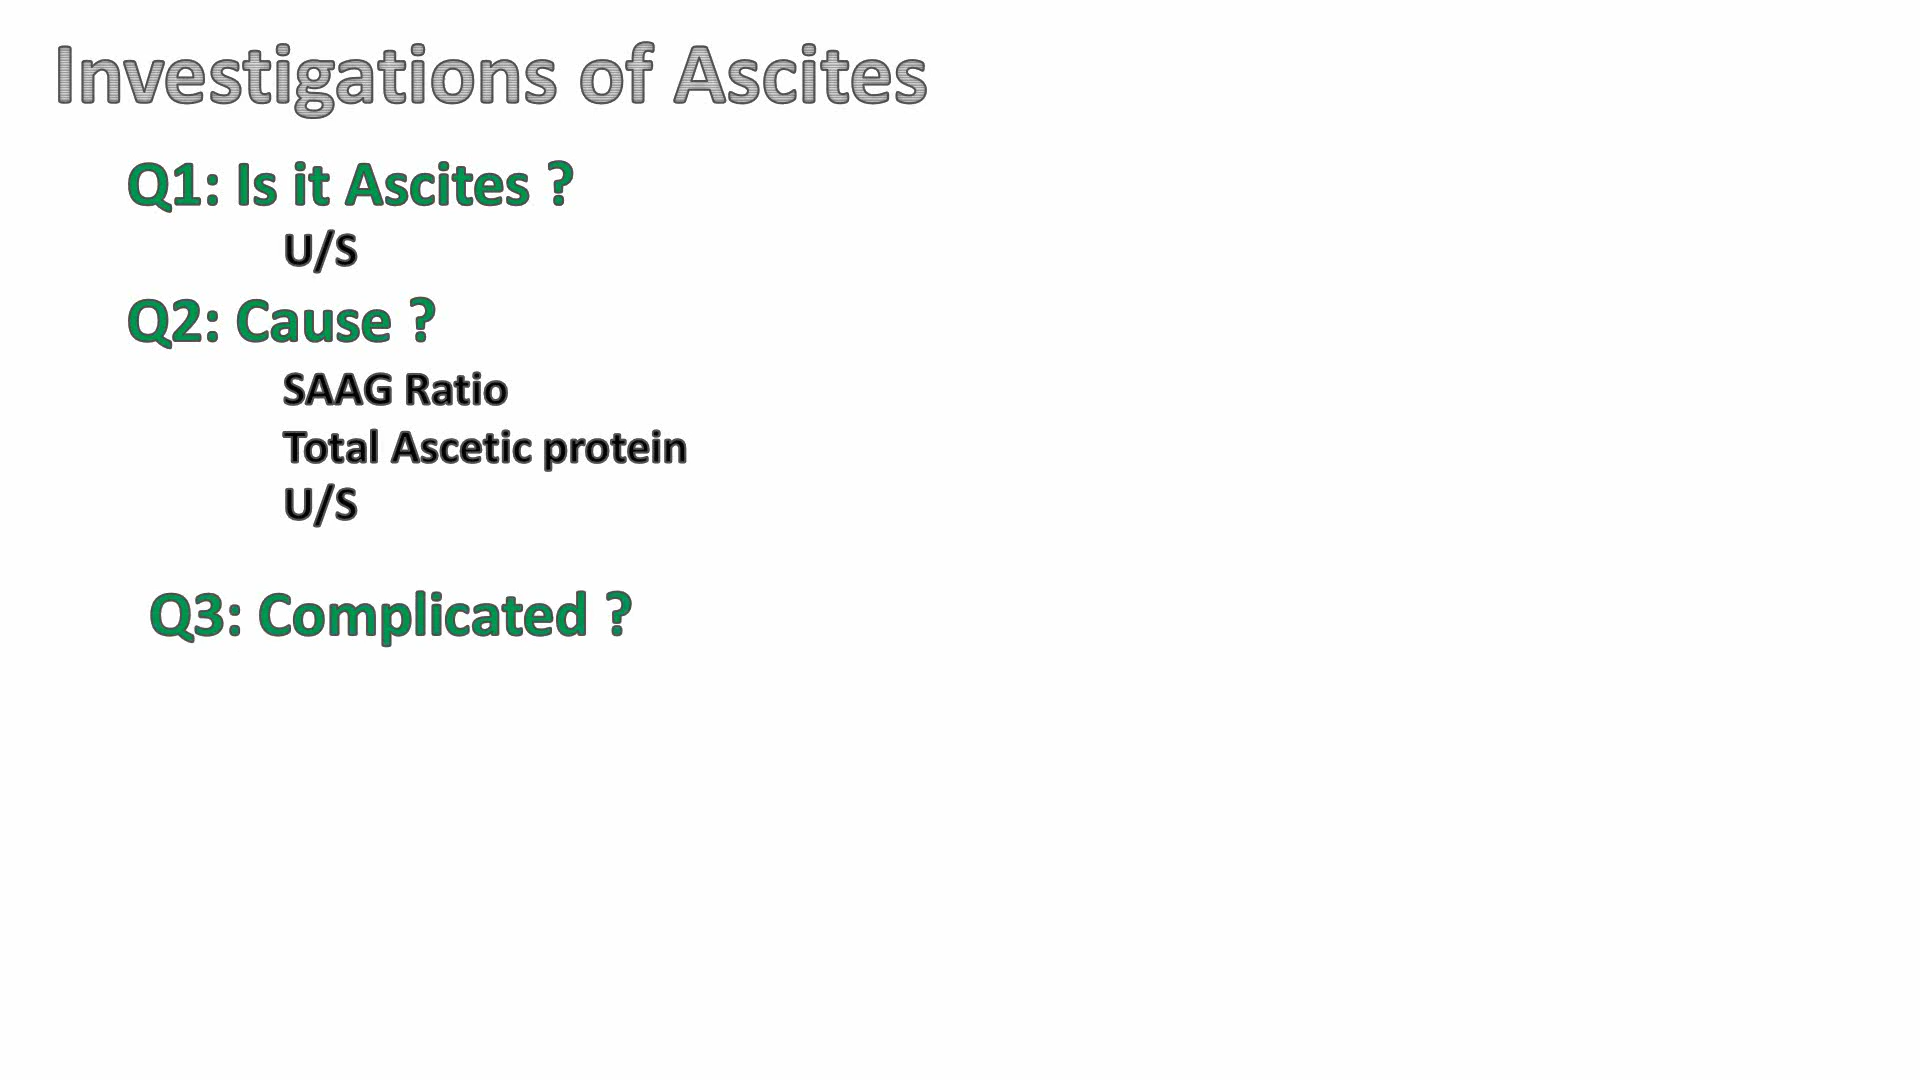 Investigations of Ascites
Q1: Is it Ascites ?
U/S
Q2: Cause ?
SAAG Ratio
Total Ascetic protein
U/S
Q3: Complicated ?